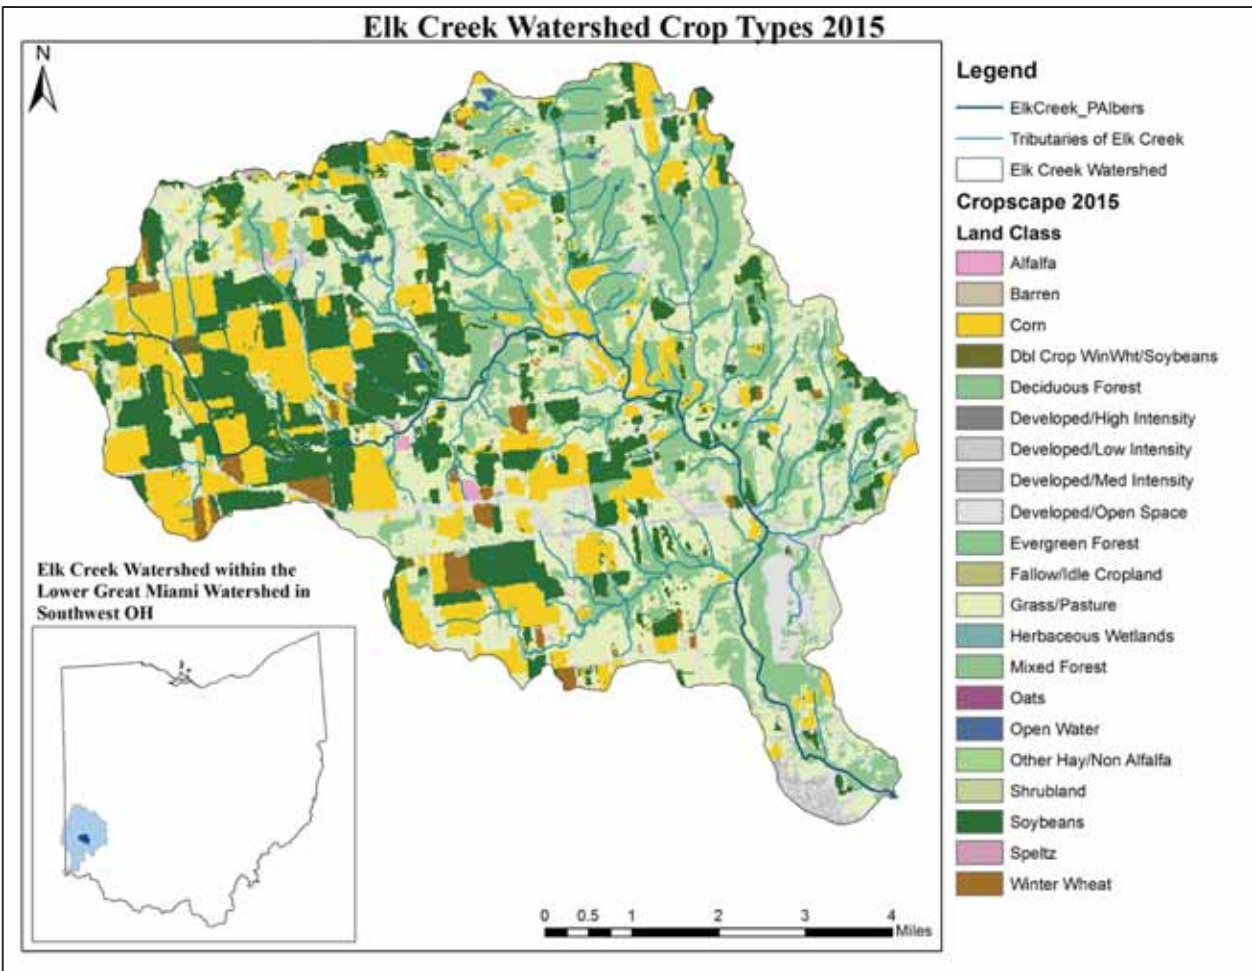 Elk Creek Watershed Crop Types 2015
N
Legend
ElkCreek_PAlbers
Tributaries of Elk Creek
Elk Creek Watershed
Cropscape 2015
Land Class
Alfalfa
Barren
Corn
Dbl Crop WinWht/Soybeans
Deciduous Forest
Developed/High Intensity
Developed/Low Intensity
Developed/Med Intensity
Developed/Open Space
Evergreen Forest
Fallow/Idle Cropland
Grass/Pasture
Herbaceous Wetlands
Mixed Forest
Oats
Open Water
Other Hay/Non Alfalfa
Shrubland
Soybeans
Speltz
Winter Wheat
Elk Creek Watershed within the
Lower Great Miami Watershed in
Southwest OH
0 0.5 1 2 3 4
Miles